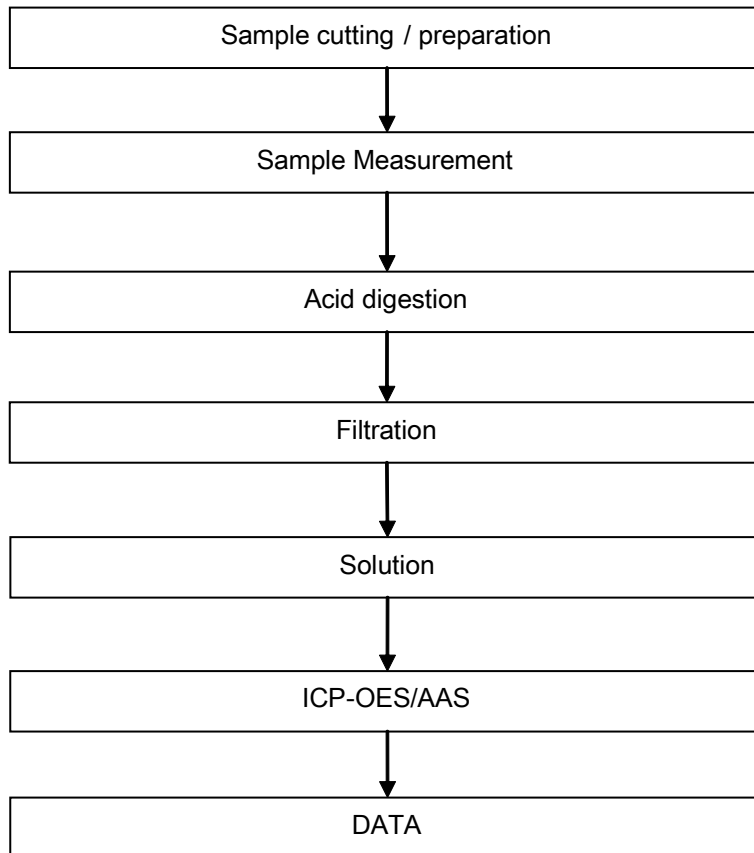 Sample cutting / preparation
Sample Measurement
Acid digestion
Filtration
Solution
ICP-OES/AAS
DATA